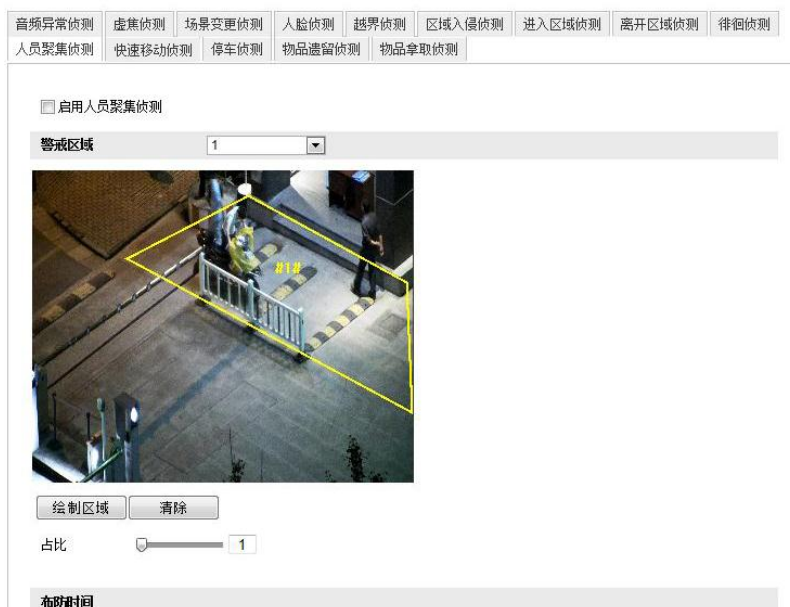 音频异常侦测 虚焦侦测 场景变更侦测 人脸侦测 越界侦测 区域入侵侦测 进入区域侦测 离开区域侦测 徘徊侦测
人员聚集侦测 快速移动侦测 停车侦测 物品遗留侦测 物品拿取侦测
启用人员聚集侦测
警戒区域 1
#1#
绘制区域 清除
占比 1
布防时间